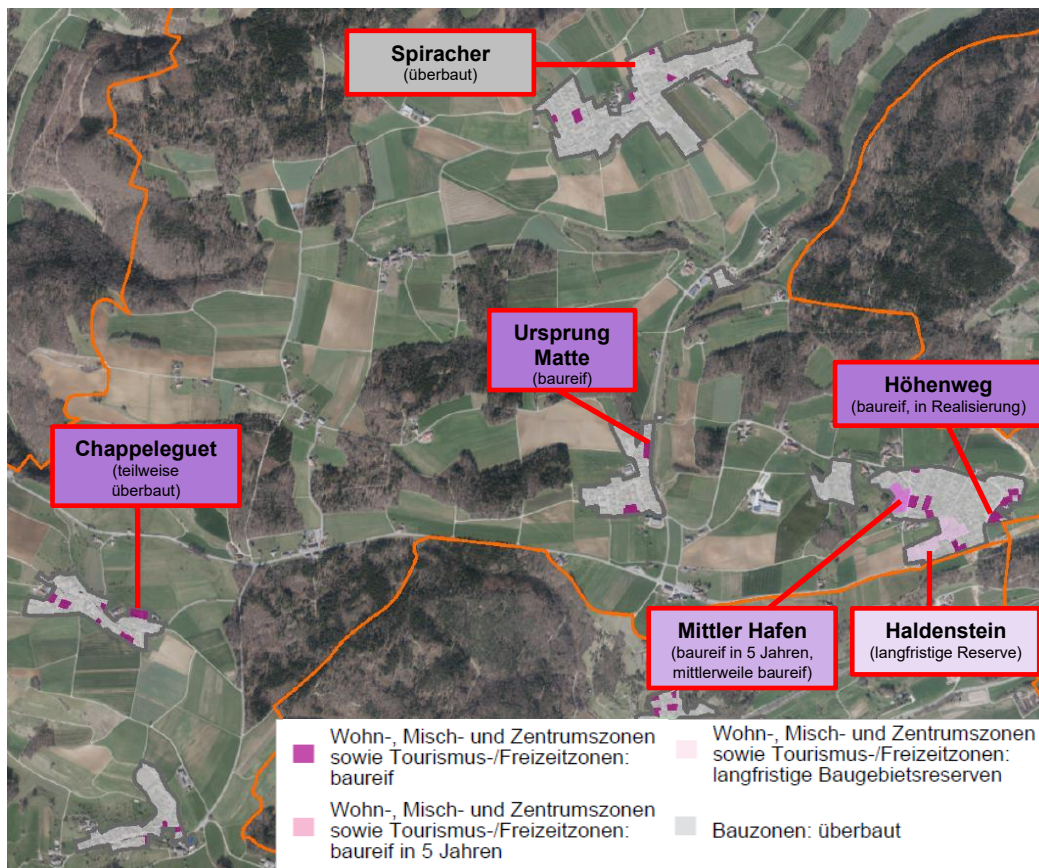 Spiracher
(überbaut)
Ursprung
Matte
(baureif)
Höhenweg
(baureif, in Realisierung)
Chappeleguet
(teilweise
überbaut)
Mittler Hafen
(baureif in 5 Jahren,
mittlerweile baureif)
Haldenstein
(langfristige Reserve)
Wohn-, Misch- und Zentrumszonen
sowie Tourismus-/Freizeitzonen:
baureif
Wohn-, Misch- und Zentrumszonen
sowie Tourismus-/Freizeitzonen:
baureif in 5 Jahren
Wohn-, Misch- und Zentrumszonen
sowie Tourismus-/Freizeitzonen:
langfristige Baugebietsreserven
Bauzonen: überbaut